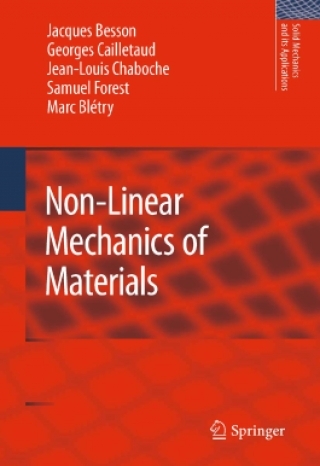 Jacques Besson
Georges Cailletaud
Jean-Louis Chaboche
Samuel Forest
Marc Blétry
Solid Mechanics
and its Applications
Non-Linear
Mechanics of
Materials
Springer